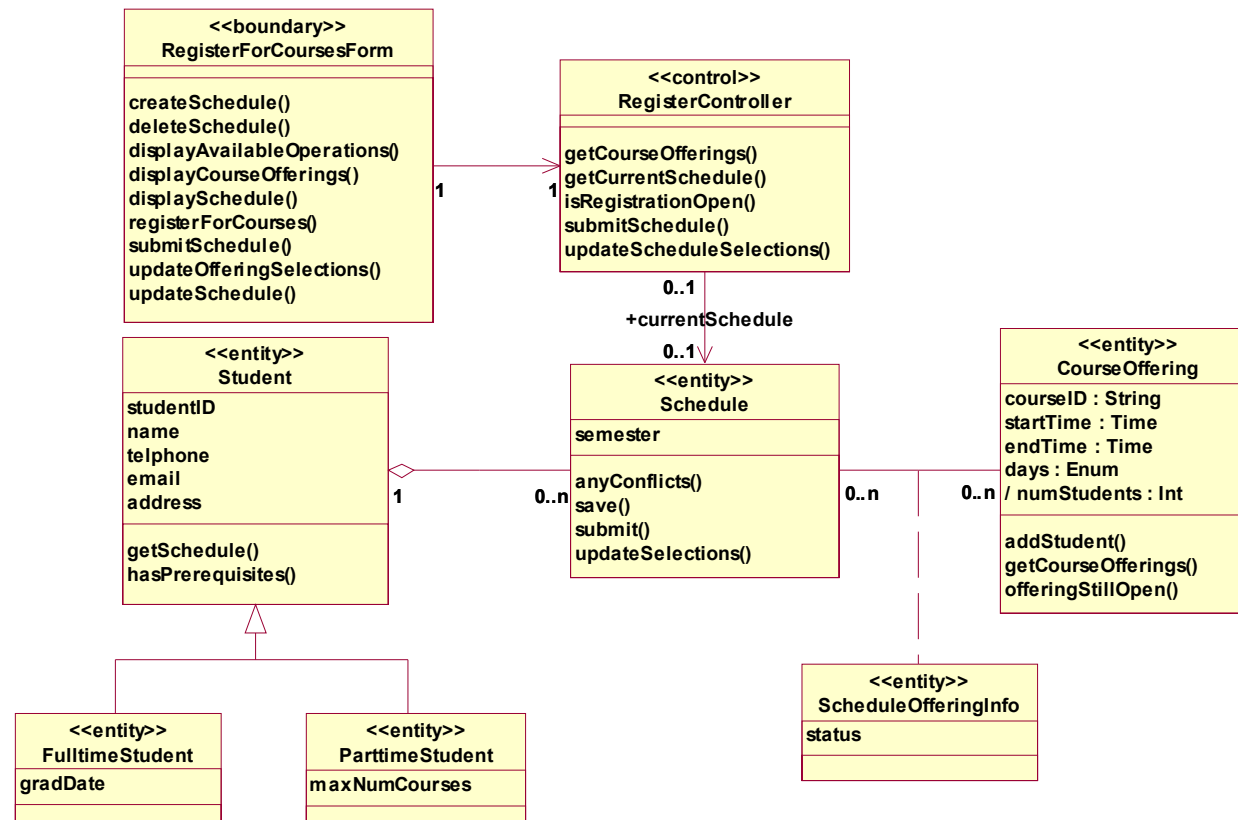 <<boundary>>
RegisterForCoursesForm
createSchedule()
deleteSchedule()
displayAvailableOperations()
displayCourseOfferings()
displaySchedule()
registerForCourses()
submitSchedule()
updateOfferingSelections()
updateSchedule()
1
1
<<control>>
RegisterController
getCourseOfferings()
getCurrentSchedule()
isRegistrationOpen()
submitSchedule()
updateScheduleSelections()
0..1
+currentSchedule
0..1
<<entity>>
Student
studentID
name
telphone
email
address
getSchedule()
hasPrerequisites()
1
0..n
<<entity>>
Schedule
semester
anyConflicts()
save()
submit()
updateSelections()
0..n
0..n
<<entity>>
CourseOffering
courseID : String
startTime : Time
endTime : Time
days : Enum
/ numStudents : Int
addStudent()
getCourseOfferings()
offeringStillOpen()
<<entity>>
ScheduleOfferingInfo
status
<<entity>>
FulltimeStudent
gradDate
<<entity>>
ParttimeStudent
maxNumCourses